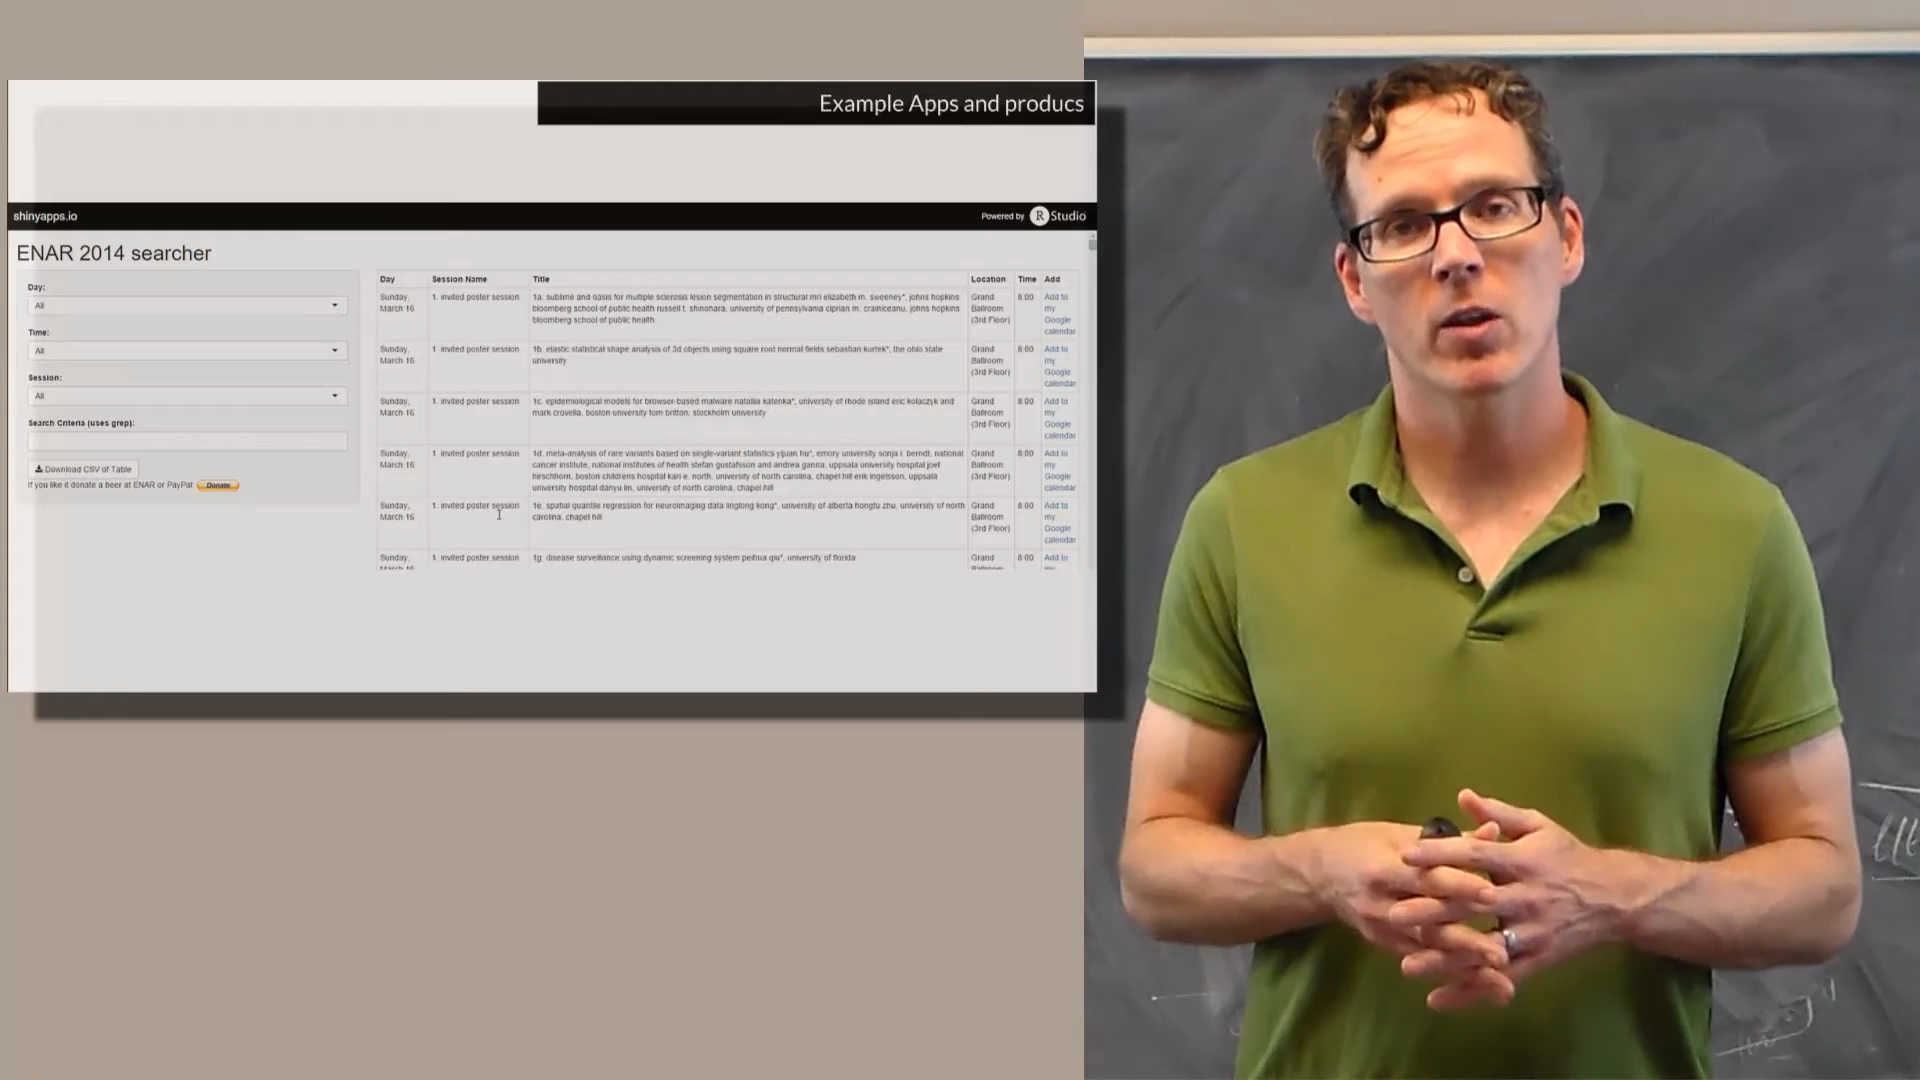 Example Apps and producs
shinyapps.io
Powered by R Studio
ENAR 2014 searcher
Day:
All
Time:
All
Session:
All
Search Criteria (uses grep):
Download CSV of Table
If you like it donate a beer at ENAR or PayPal: Donate
Day Session Name Title Location Time Add
Sunday, 1. invited poster session 1a. sublime and oasis for multiple sclerosis lesion segmentation in structural mri elizabeth m. sweeney*, johns hopkins Grand 8:00 Add to
March 16 bloomberg school of public health russell t. shinohara, university of pennsylvania ciprian m. crainiceanu, johns hopkins Ballroom my
bloomberg school of public health (3rd Floor) Google
calendar
Sunday, 1. invited poster session 1b. elastic statistical shape analysis of 3d objects using square root normal fields sebastian kurtek*, the ohio state Grand 8:00 Add to
March 16 university Ballroom my
(3rd Floor) Google
calendar
Sunday, 1. invited poster session 1c. epidemiological models for browser-based malware natallia katenka*, university of rhode island eric kolaczyk and Grand 8:00 Add to
March 16 mark crovella, boston university tom britton, stockholm university Ballroom my
(3rd Floor) Google
calendar
Sunday, 1. invited poster session 1d. meta-analysis of rare variants based on single-variant statistics yijuan hu*, emory university sonja i. berndt, national Grand 8:00 Add to
March 16 cancer institute, national institutes of health stefan gustafsson and andrea ganna, uppsala university hospital joel Ballroom my
hirschhorn, boston childrens hospital kari e. north, university of north carolina, chapel hill erik ingelsson, uppsala (3rd Floor) Google
university hospital danyu lin, university of north carolina, chapel hill calendar
Sunday, 1. invited poster session 1e. spatial quantile regression for neuroimaging data linglong kong*, university of alberta hongtu zhu, university of north Grand 8:00 Add to
March 16 carolina, chapel hill Ballroom my
(3rd Floor) Google
calendar
Sunday, 1. invited poster session 1g. disease surveillance using dynamic screening system peihua qiu*, university of florida Grand 8:00 Add to